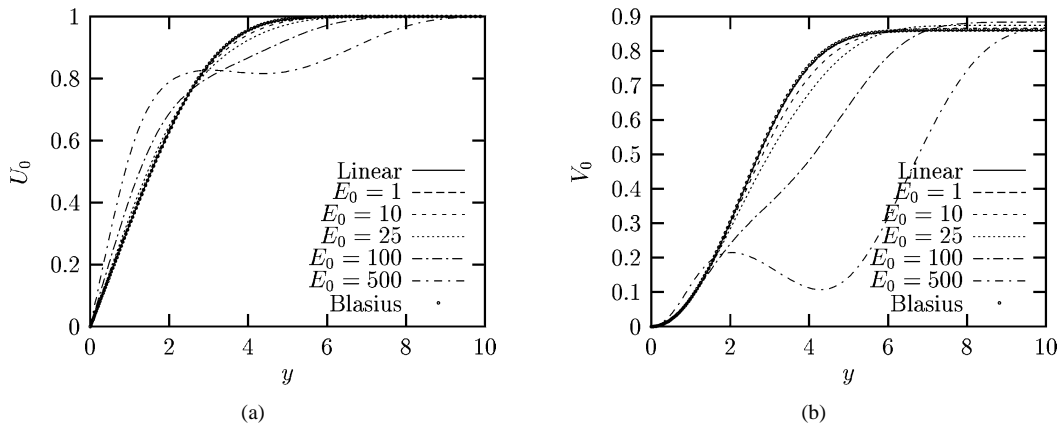 1
0.8
0.6
0.4
0.2
0
U₀
0 2 4 6 8 10
y
Linear
E₀ = 1
E₀ = 10
E₀ = 25
E₀ = 100
E₀ = 500
Blasius
(a)
0.9
0.8
0.7
0.6
0.5
0.4
0.3
0.2
0.1
0
V₀
0 2 4 6 8 10
y
Linear
E₀ = 1
E₀ = 10
E₀ = 25
E₀ = 100
E₀ = 500
Blasius
(b)